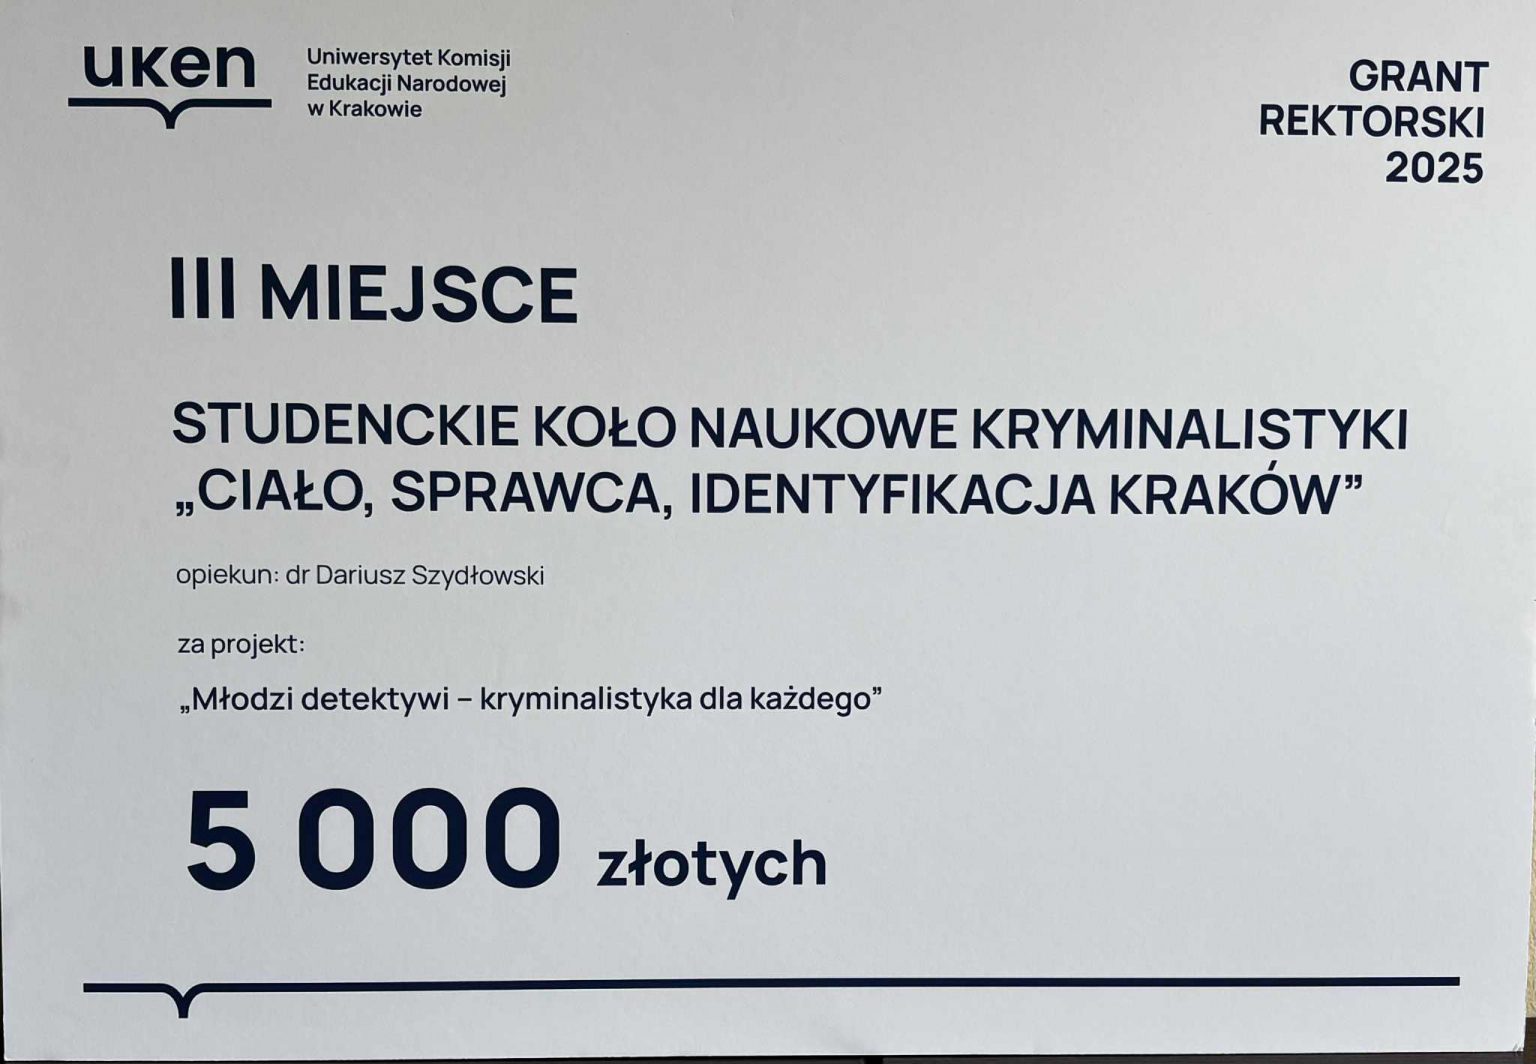 uken
Uniwersytet Komisji
Edukacji Narodowej
w Krakowie
GRANT
REKTORSKI
2025
III MIEJSCE
STUDENCKIE KOŁO NAUKOWE KRYMINALISTYKI
„CIAŁO, SPRAWCA, IDENTYFIKACJA KRAKÓW”
opiekun: dr Dariusz Szydłowski
za projekt:
„Młodzi detektywi – kryminalistyka dla każdego”
5 000 złotych